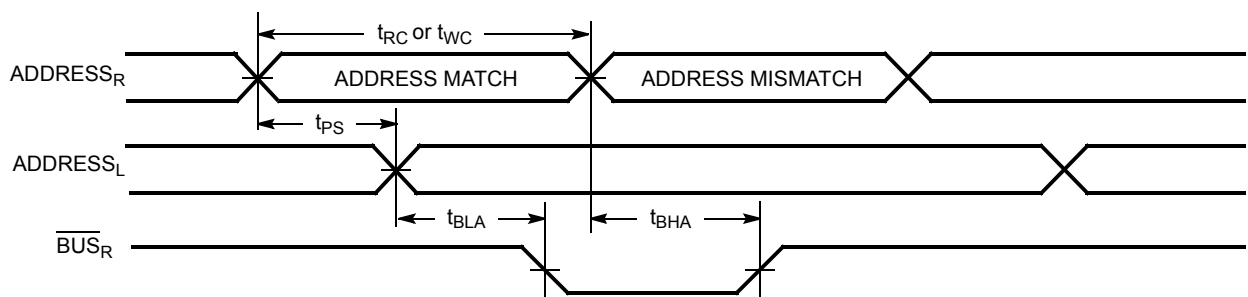 tRC or tWC
ADDRESSR
ADDRESS MATCH
ADDRESS MISMATCH
tPS
ADDRESSL
tBLA
tBHA
BUSR